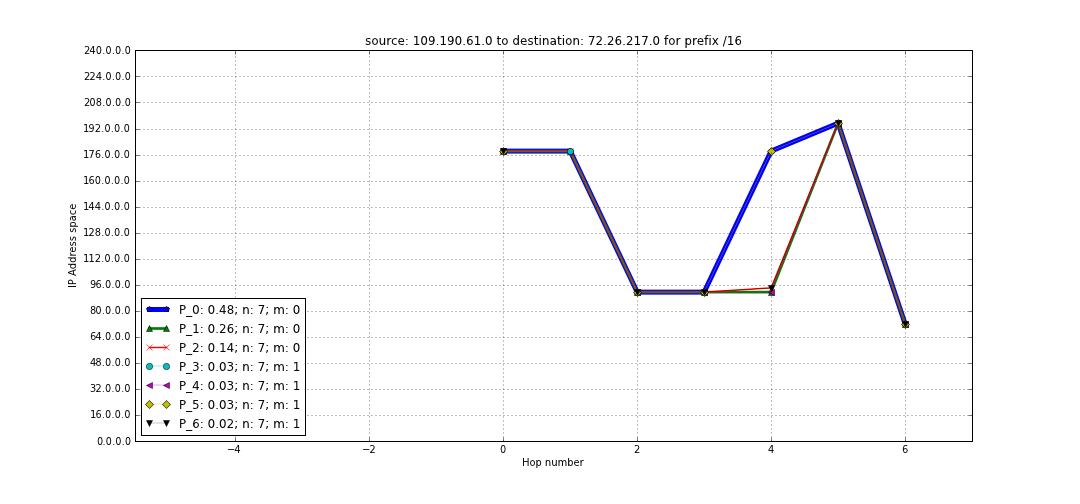 source: 109.190.61.0 to destination: 72.26.217.0 for prefix /16
240.0.0.0
224.0.0.0
208.0.0.0
192.0.0.0
176.0.0.0
160.0.0.0
144.0.0.0
128.0.0.0
112.0.0.0
96.0.0.0
80.0.0.0
64.0.0.0
48.0.0.0
32.0.0.0
16.0.0.0
0.0.0.0
IP Address space
P_0: 0.48; n: 7; m: 0
P_1: 0.26; n: 7; m: 0
P_2: 0.14; n: 7; m: 0
P_3: 0.03; n: 7; m: 1
P_4: 0.03; n: 7; m: 1
P_5: 0.03; n: 7; m: 1
P_6: 0.02; n: 7; m: 1
−4 −2 0 2 4 6
Hop number